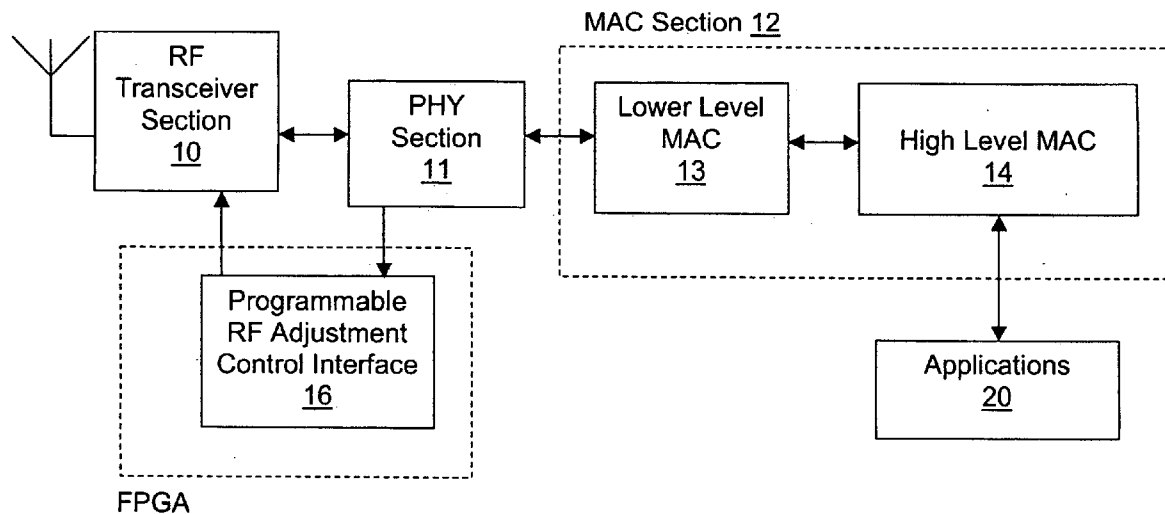 MAC Section 12
RF
Transceiver
Section
10
PHY
Section
11
Lower Level
MAC
13
High Level MAC
14
Programmable
RF Adjustment
Control Interface
16
Applications
20
FPGA